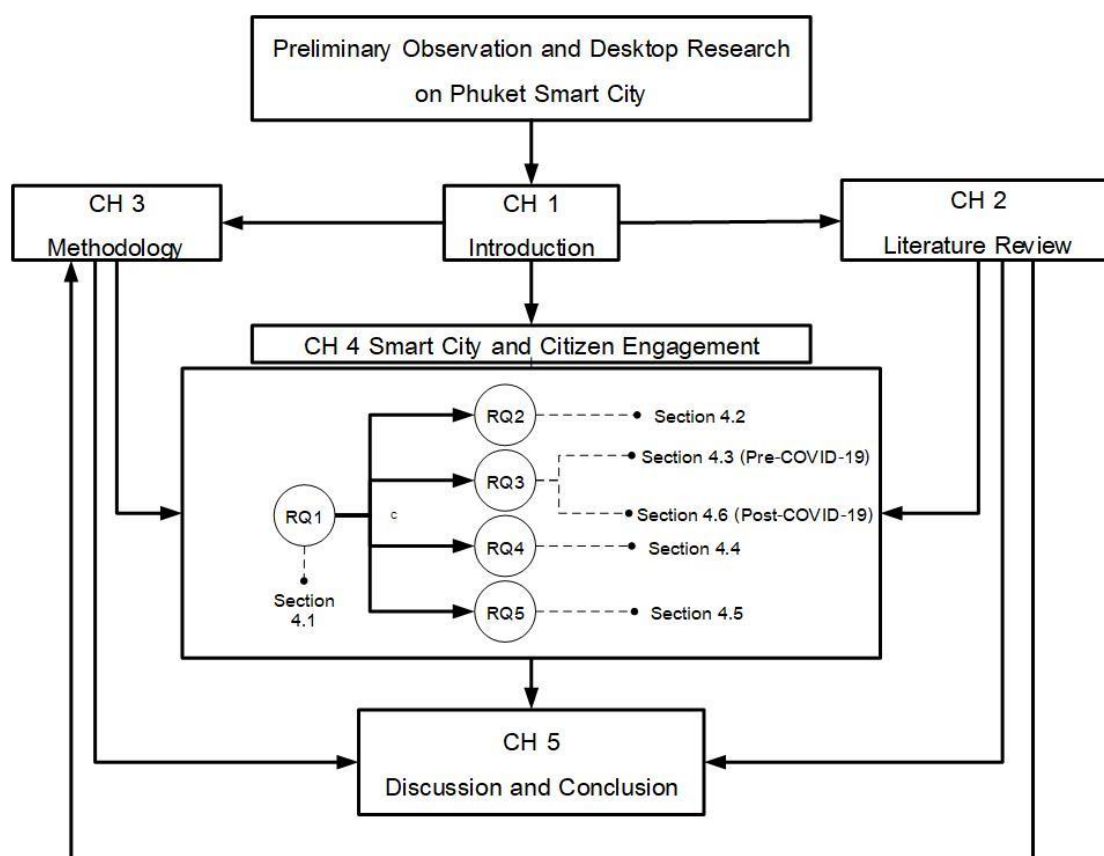 Preliminary Observation and Desktop Research
on Phuket Smart City
CH 3
Methodology
CH 1
Introduction
CH 2
Literature Review
CH 4 Smart City and Citizen Engagement
RQ2
Section 4.2
RQ3
Section 4.3 (Pre-COVID-19)
RQ1
c
Section 4.6 (Post-COVID-19)
RQ4
Section 4.4
Section
4.1
RQ5
Section 4.5
CH 5
Discussion and Conclusion